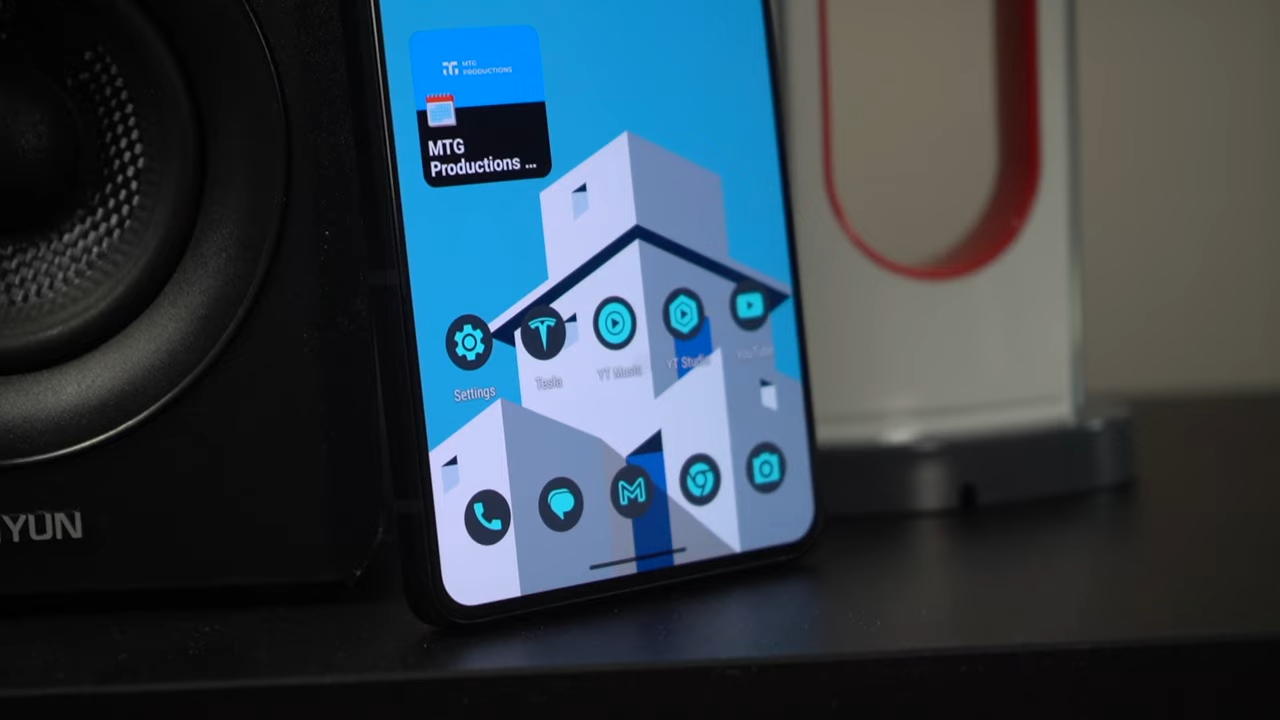 MTG
PRODUCTIONS
MTG
Productions ...
Settings
Tesla
YT Music
YT Studio
YouTube
YUN